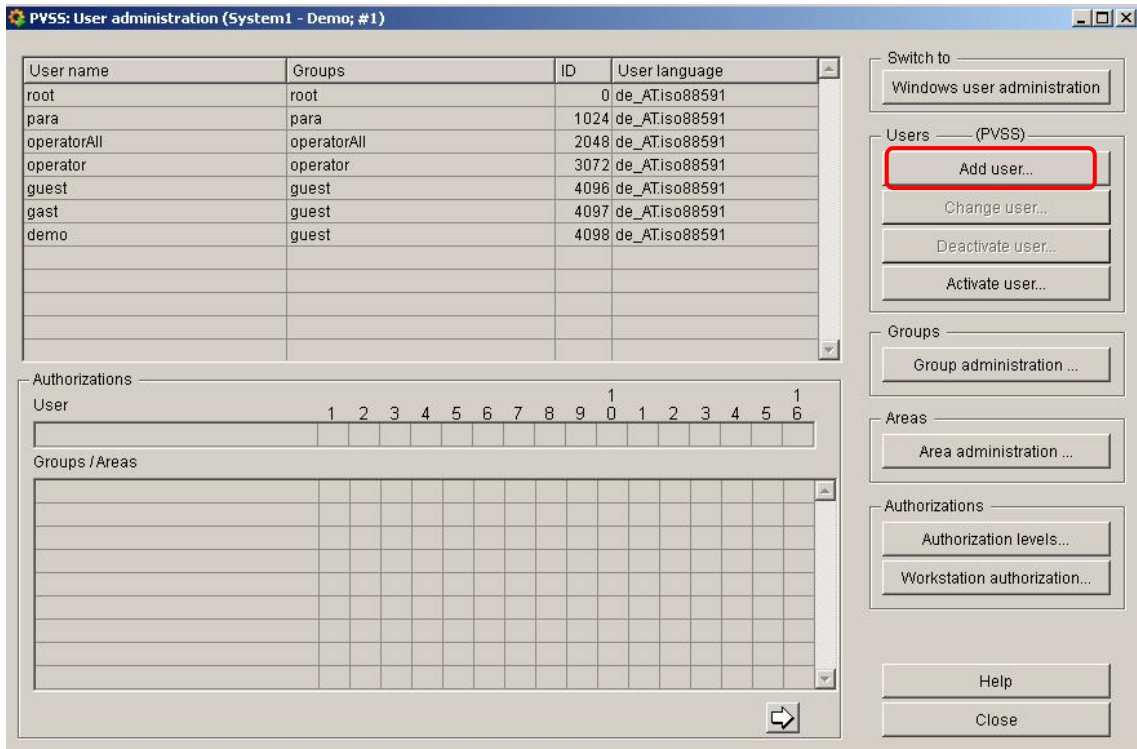 PVSS: User administration (System1 - Demo; #1)
User name Groups ID User language
root root 0 de_AT.iso88591
para para 1024 de_AT.iso88591
operatorAll operatorAll 2048 de_AT.iso88591
operator operator 3072 de_AT.iso88591
guest guest 4096 de_AT.iso88591
gast guest 4097 de_AT.iso88591
demo guest 4098 de_AT.iso88591
Authorizations
User
1 2 3 4 5 6 7 8 9 10 1 2 3 4 5 16
Groups / Areas
Switch to
Windows user administration
Users (PVSS)
Add user...
Change user...
Deactivate user...
Activate user...
Groups
Group administration ...
Areas
Area administration ...
Authorizations
Authorization levels...
Workstation authorization...
Help
Close